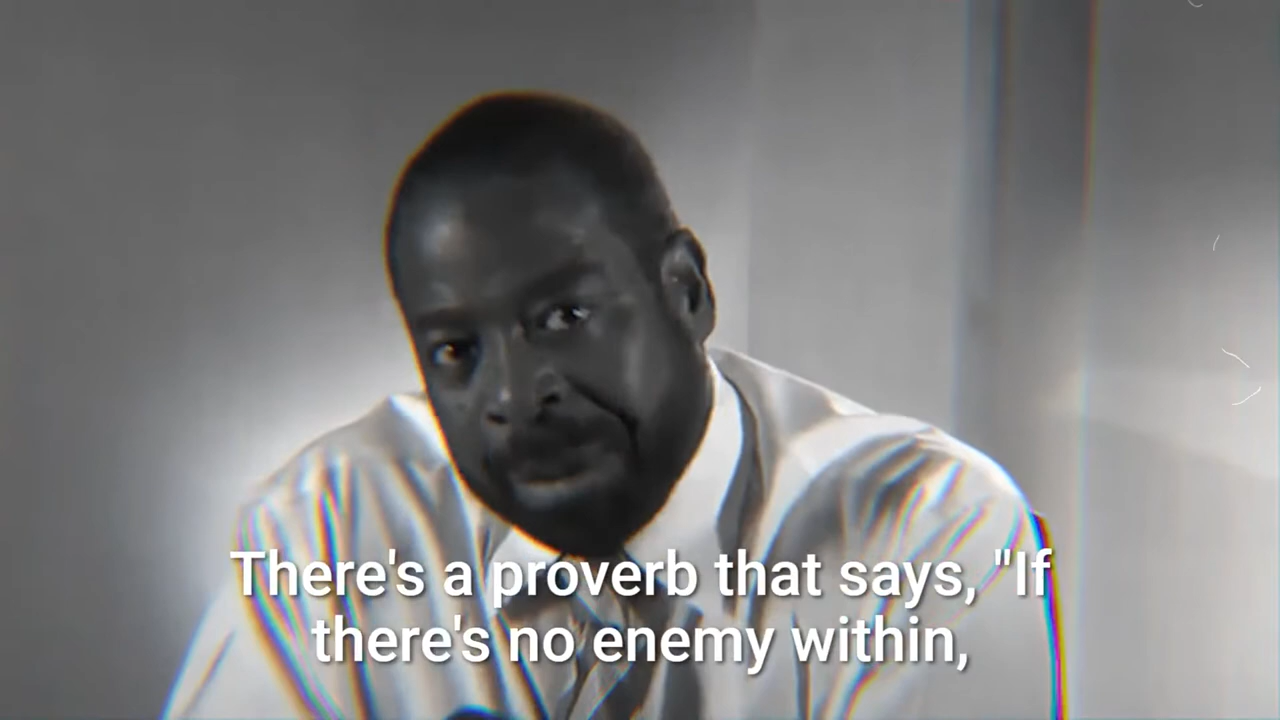 There's a proverb that says, "If
there's no enemy within,